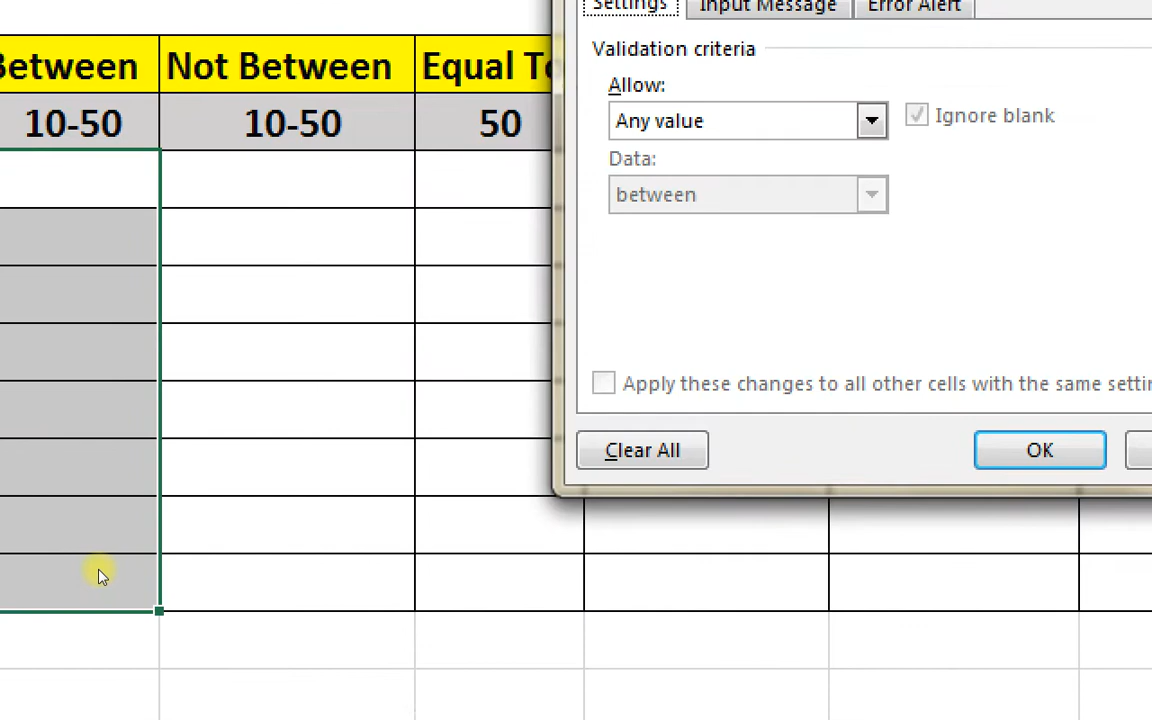 Settings Input Message Error Alert
Validation criteria
Allow:
Any value
Ignore blank
Data:
between
Apply these changes to all other cells with the same
Clear All OK
Between Not Between Equal To
10-50 10-50 50